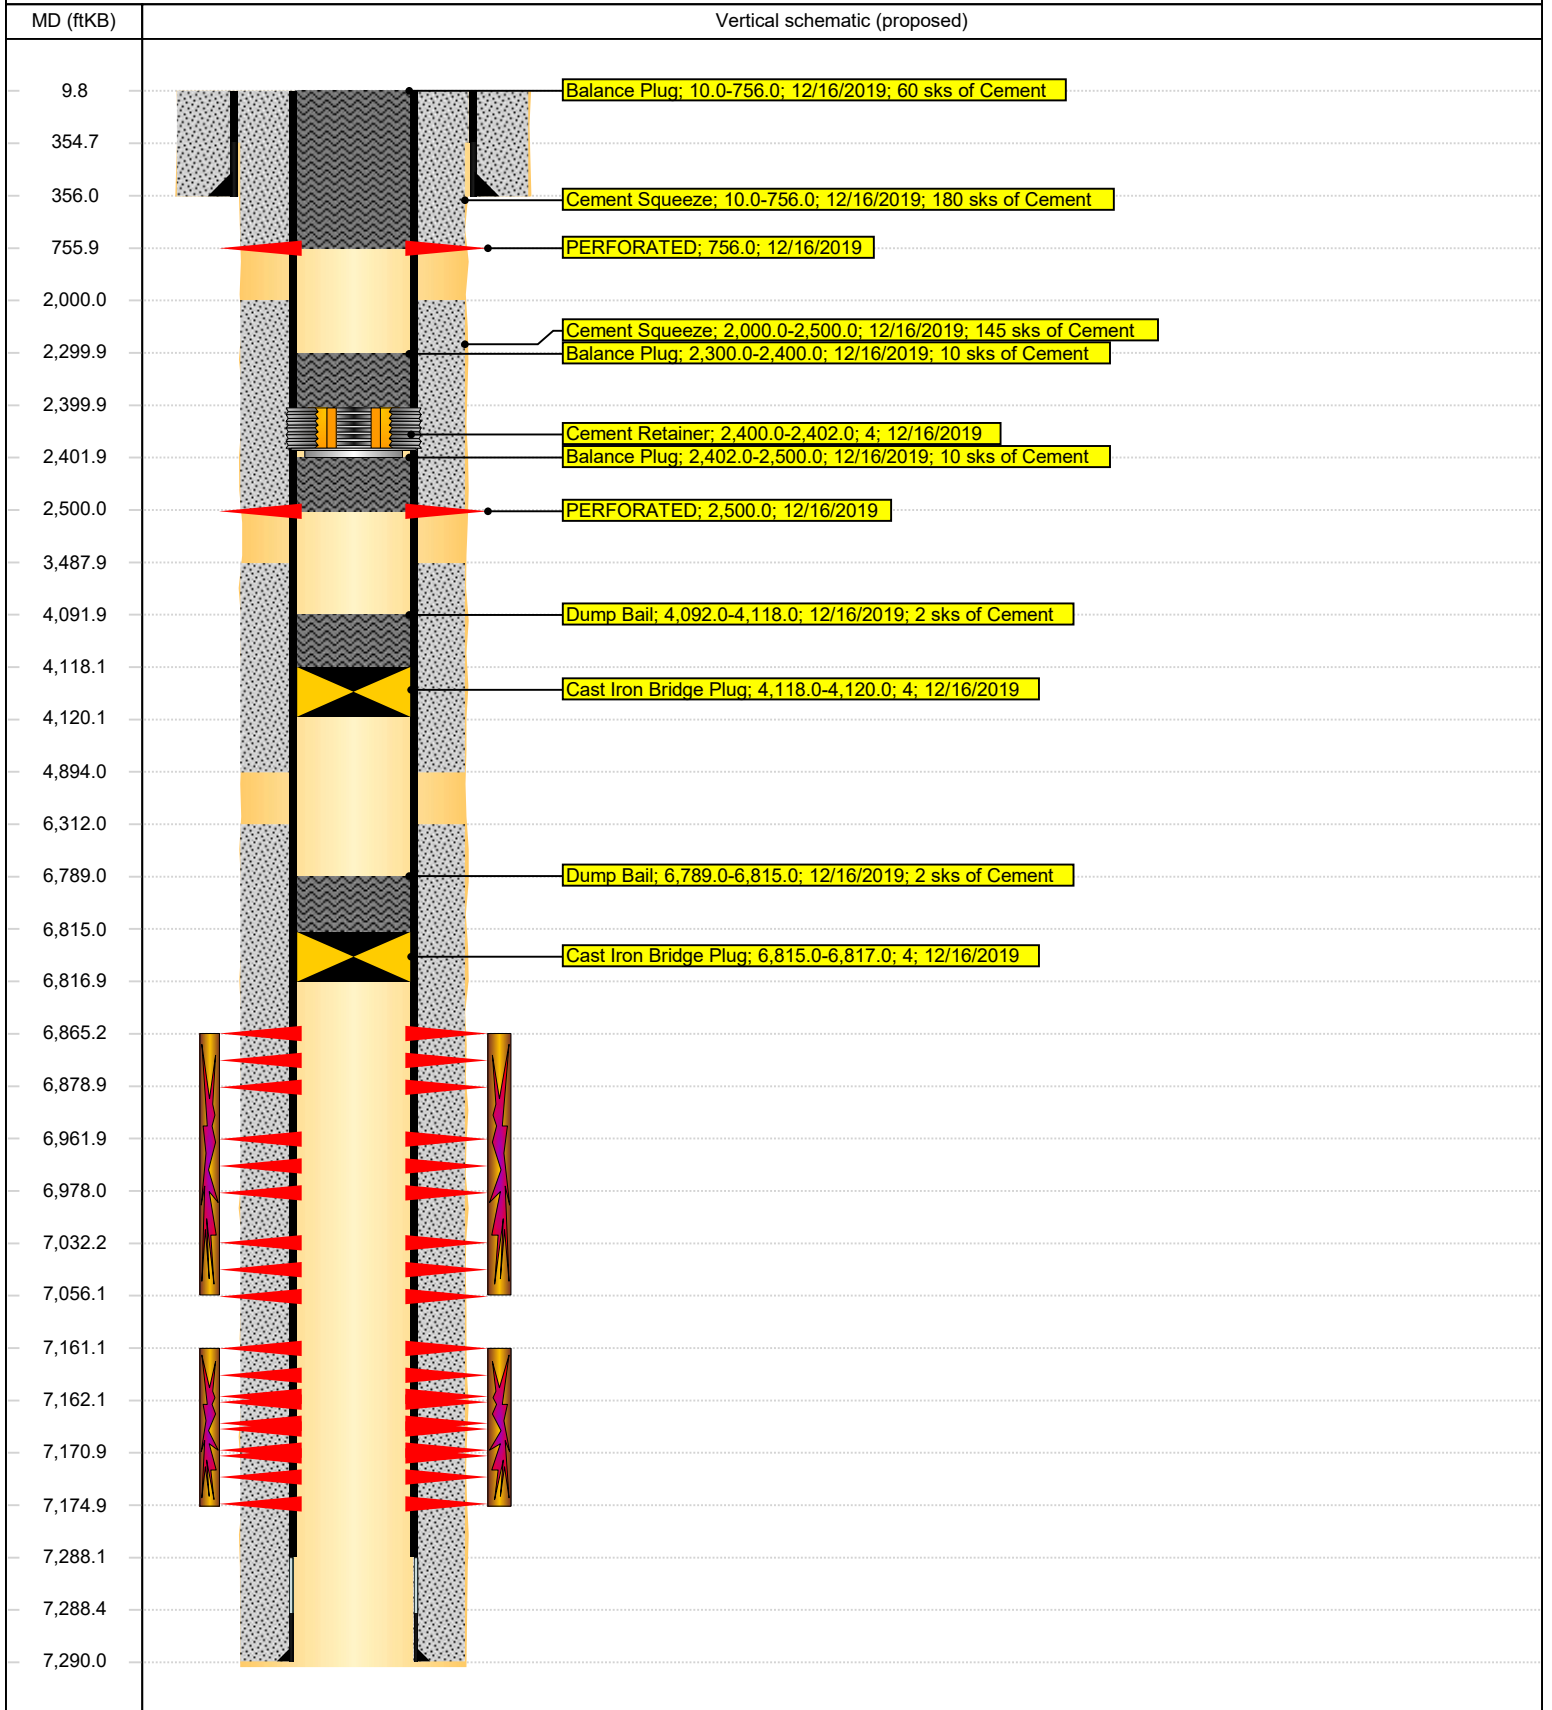 MD (ftKB)
Vertical schematic (proposed)
9.8
Balance Plug; 10.0-756.0; 12/16/2019; 60 sks of Cement
354.7
356.0
Cement Squeeze; 10.0-756.0; 12/16/2019; 180 sks of Cement
755.9
PERFORATED; 756.0; 12/16/2019
2,000.0
Cement Squeeze; 2,000.0-2,500.0; 12/16/2019; 145 sks of Cement
2,299.9
Balance Plug; 2,300.0-2,400.0; 12/16/2019; 10 sks of Cement
2,399.9
Cement Retainer; 2,400.0-2,402.0; 4; 12/16/2019
2,401.9
Balance Plug; 2,402.0-2,500.0; 12/16/2019; 10 sks of Cement
2,500.0
PERFORATED; 2,500.0; 12/16/2019
3,487.9
4,091.9
Dump Bail; 4,092.0-4,118.0; 12/16/2019; 2 sks of Cement
4,118.1
Cast Iron Bridge Plug; 4,118.0-4,120.0; 4; 12/16/2019
4,120.1
4,894.0
6,312.0
6,789.0
Dump Bail; 6,789.0-6,815.0; 12/16/2019; 2 sks of Cement
6,815.0
Cast Iron Bridge Plug; 6,815.0-6,817.0; 4; 12/16/2019
6,816.9
6,865.2
6,878.9
6,961.9
6,978.0
7,032.2
7,056.1
7,161.1
7,162.1
7,170.9
7,174.9
7,288.1
7,288.4
7,290.0